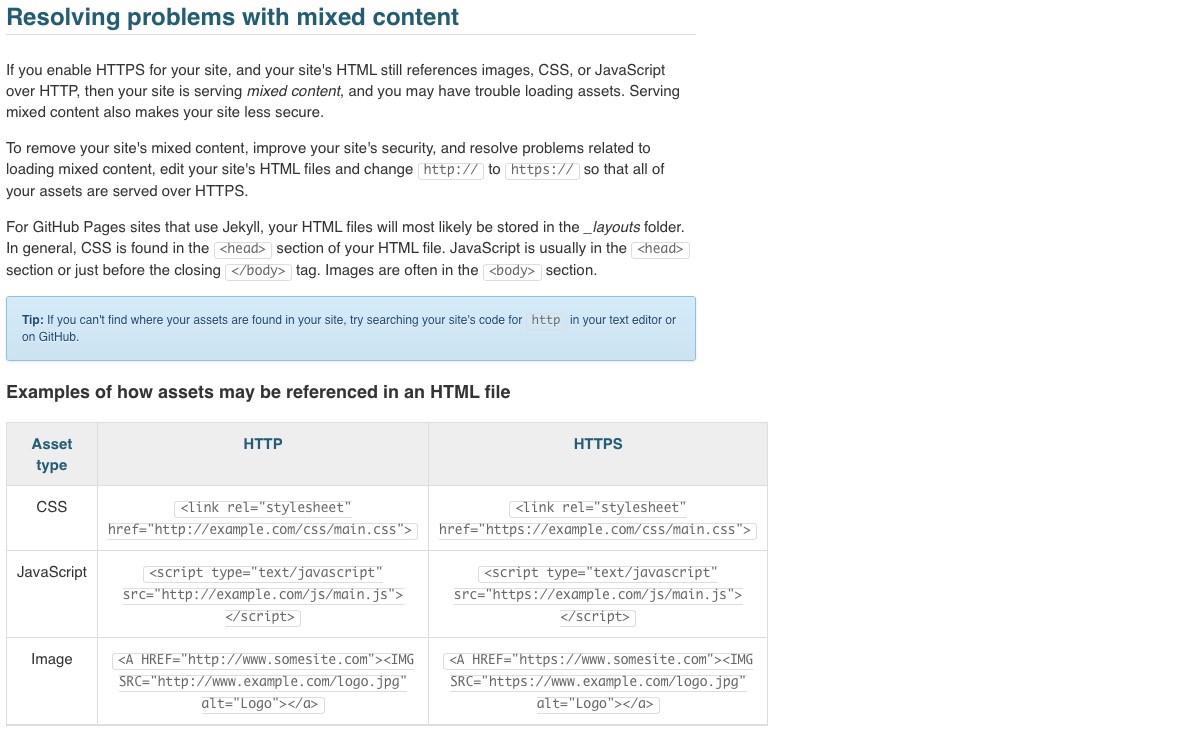 Resolving problems with mixed content
If you enable HTTPS for your site, and your site's HTML still references images, CSS, or JavaScript
over HTTP, then your site is serving mixed content, and you may have trouble loading assets. Serving
mixed content also makes your site less secure.
To remove your site's mixed content, improve your site's security, and resolve problems related to
loading mixed content, edit your site's HTML files and change http:// to https:// so that all of
your assets are served over HTTPS.
For GitHub Pages sites that use Jekyll, your HTML files will most likely be stored in the _layouts folder.
In general, CSS is found in the <head> section of your HTML file. JavaScript is usually in the <head>
section or just before the closing </body> tag. Images are often in the <body> section.
Tip: If you can't find where your assets are found in your site, try searching your site's code for http in your text editor or
on GitHub.
Examples of how assets may be referenced in an HTML file
Asset
type
HTTP
HTTPS
CSS
<link rel="stylesheet"
href="http://example.com/css/main.css">
<link rel="stylesheet"
href="https://example.com/css/main.css">
JavaScript
<script type="text/javascript"
src="http://example.com/js/main.js">
</script>
<script type="text/javascript"
src="https://example.com/js/main.js">
</script>
Image
<A HREF="http://www.somesite.com"><IMG
SRC="http://www.example.com/logo.jpg"
alt="Logo"></a>
<A HREF="https://www.somesite.com"><IMG
SRC="https://www.example.com/logo.jpg"
alt="Logo"></a>